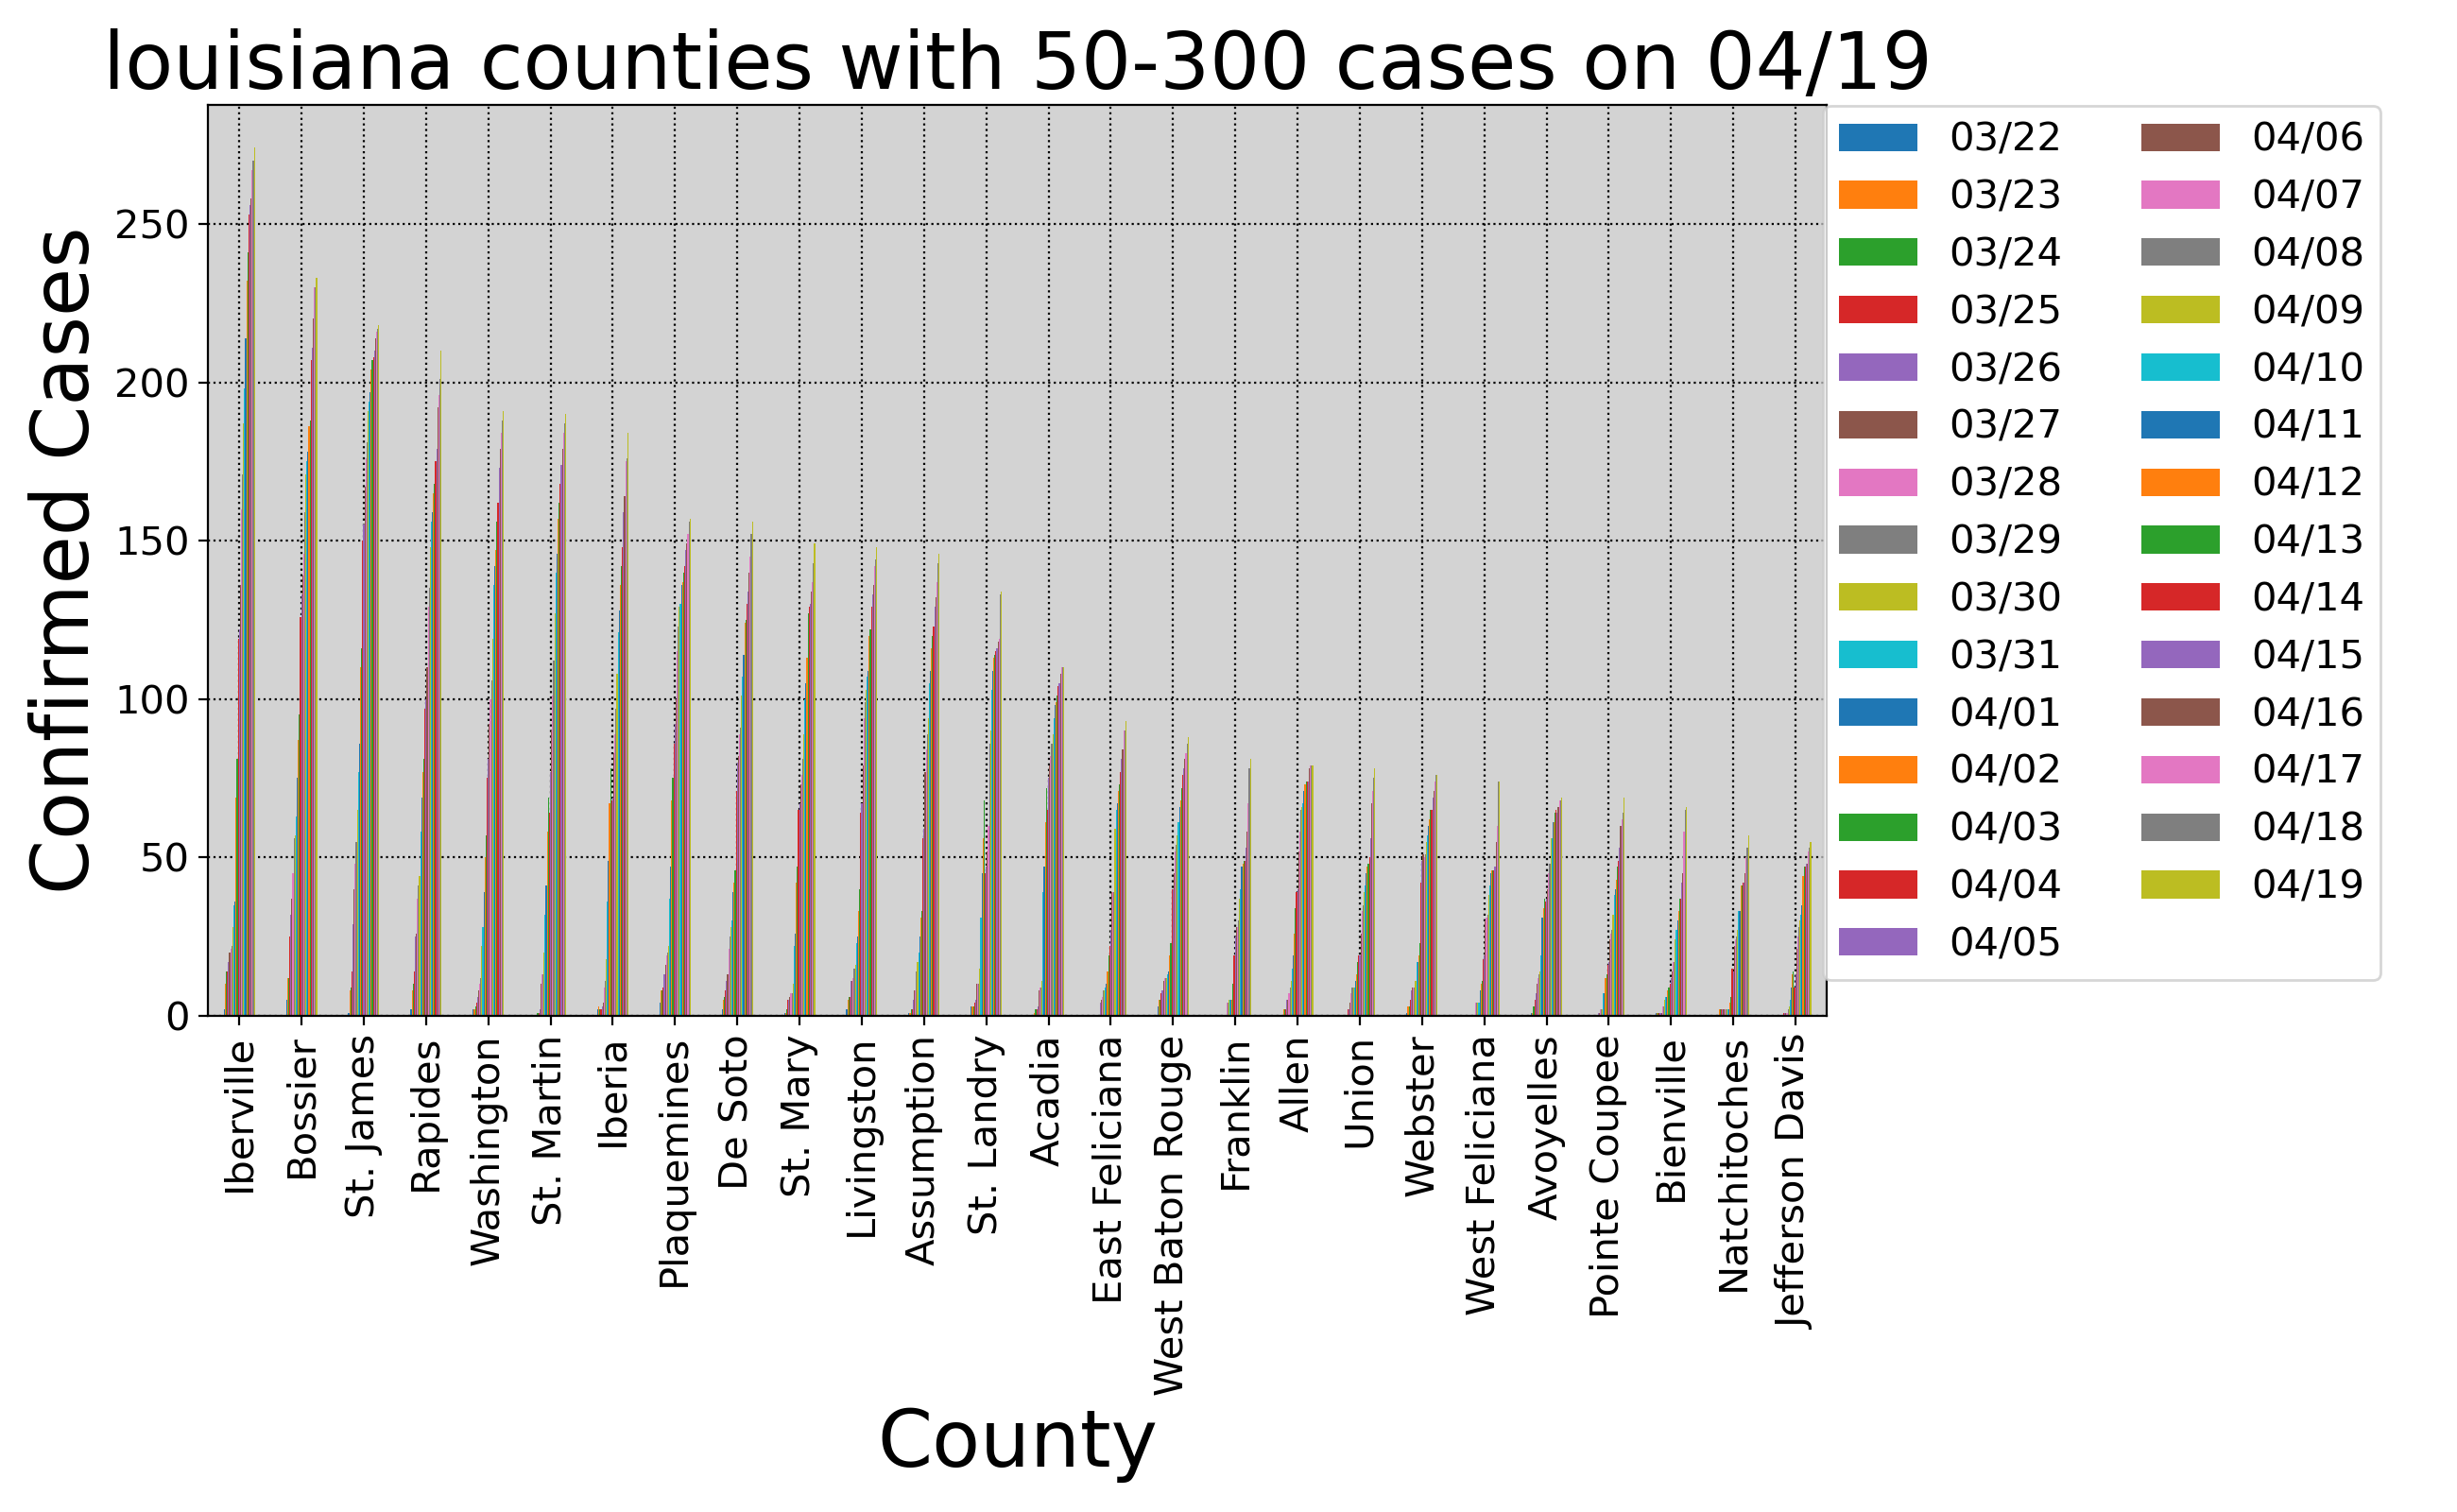 louisiana counties with 50-300 cases on 04/19
Confirmed Cases
250
200
150
100
50
0
Iberville
Bossier
St. James
Rapides
Washington
St. Martin
Iberia
Plaquemines
De Soto
St. Mary
Livingston
Assumption
St. Landry
Acadia
East Feliciana
West Baton Rouge
Franklin
Allen
Union
Webster
West Feliciana
Avoyelles
Pointe Coupee
Bienville
Natchitoches
Jefferson Davis
County
03/22
03/23
03/24
03/25
03/26
03/27
03/28
03/29
03/30
03/31
04/01
04/02
04/03
04/04
04/05
04/06
04/07
04/08
04/09
04/10
04/11
04/12
04/13
04/14
04/15
04/16
04/17
04/18
04/19